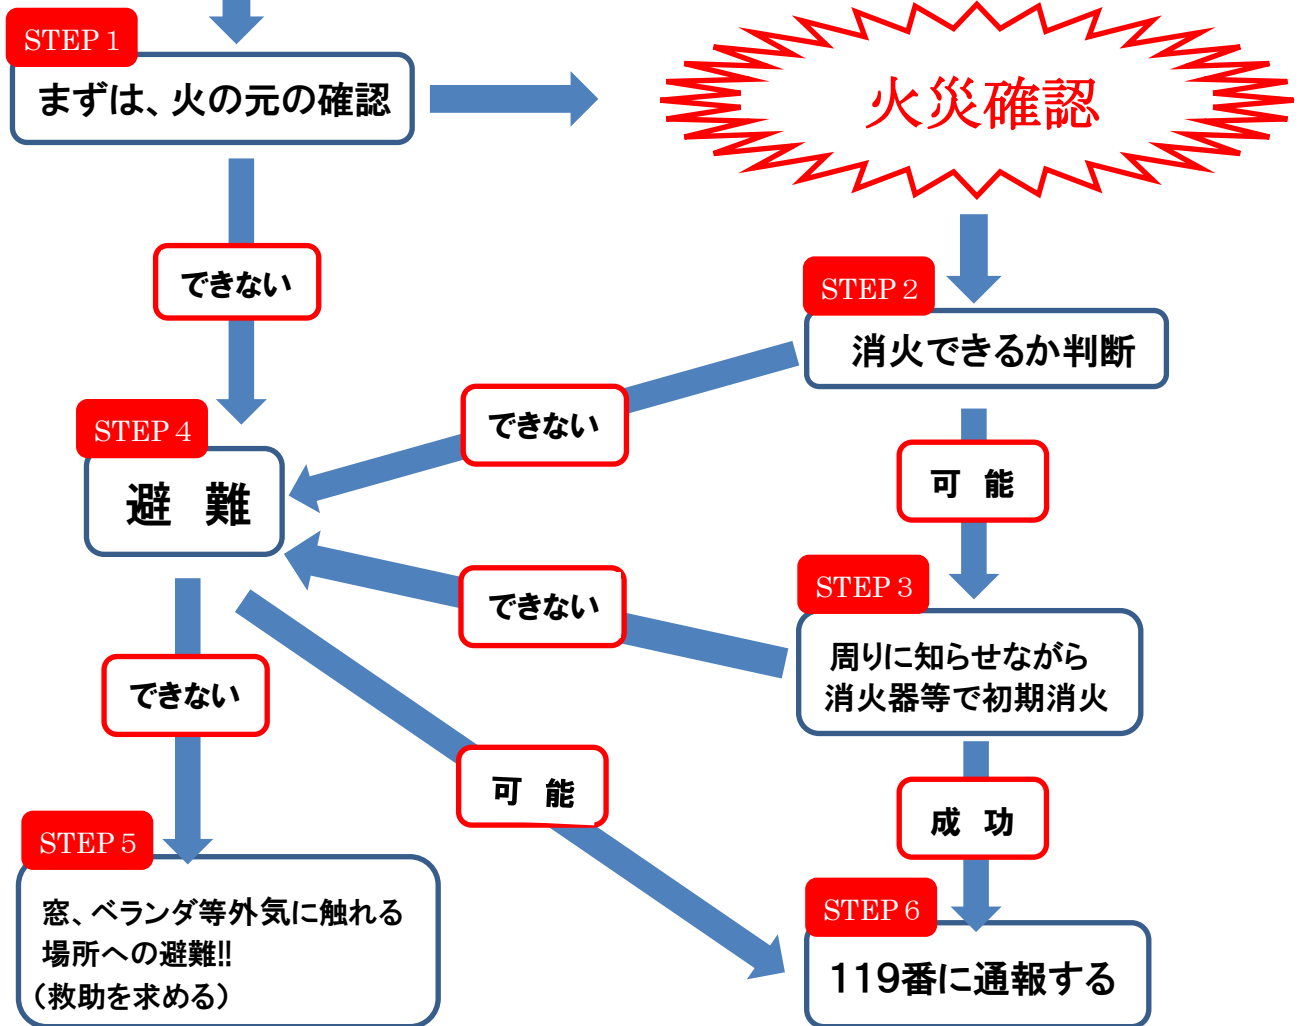 STEP 1
まずは、火の元の確認
火災確認
できない
STEP 2
消火できるか判断
できない
STEP 4
避 難
可 能
できない
STEP 3
周りに知らせながら
消火器等で初期消火
できない
可 能
成 功
STEP 5
窓、ベランダ等外気に触れる
場所への避難!!
(救助を求める)
STEP 6
119番に通報する